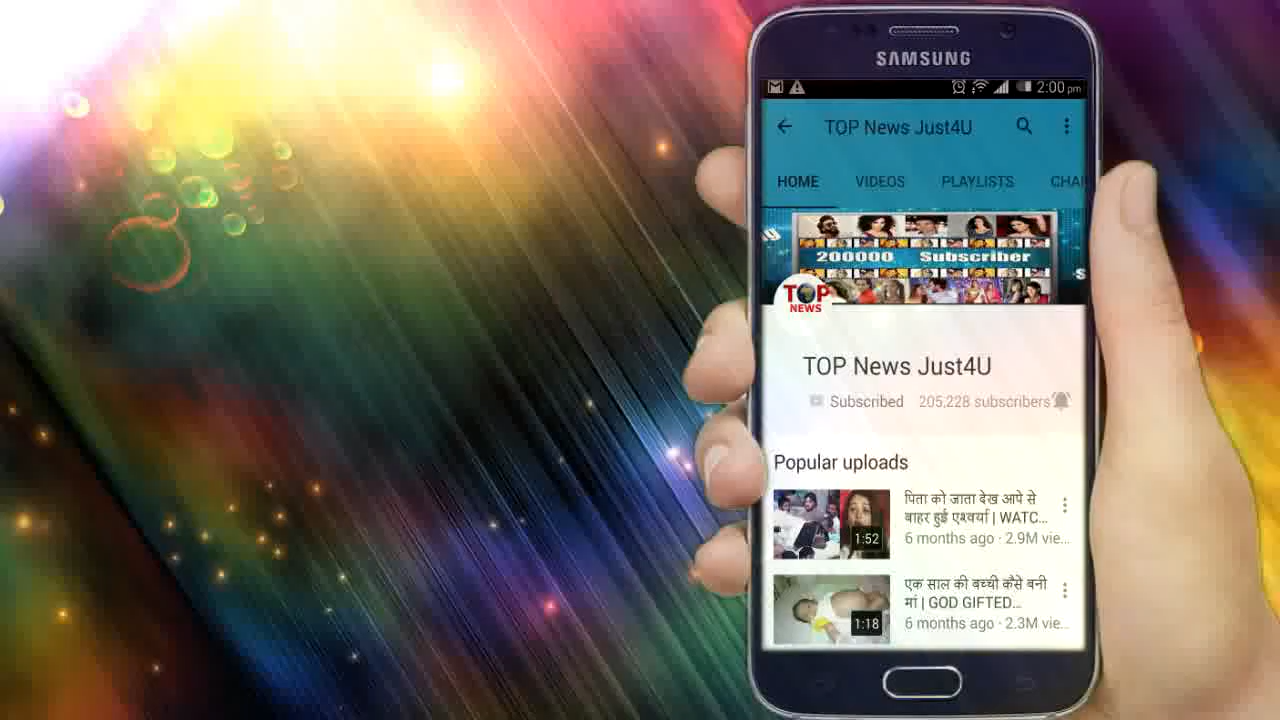 SAMSUNG
2:00 pm
TOP News Just4U
HOME VIDEOS PLAYLISTS CHA
200000 Subscriber
TOP
NEWS
TOP News Just4U
Subscribed 205,228 subscribers
Popular uploads
पिता को जाता देख आपे से
बाहर हुई एश्वर्या | WATC...
1:52
6 months ago · 2.9M vie...
एक साल की बच्ची कैसे बनी
मां | GOD GIFTED...
1:18
6 months ago · 2.3M vie...